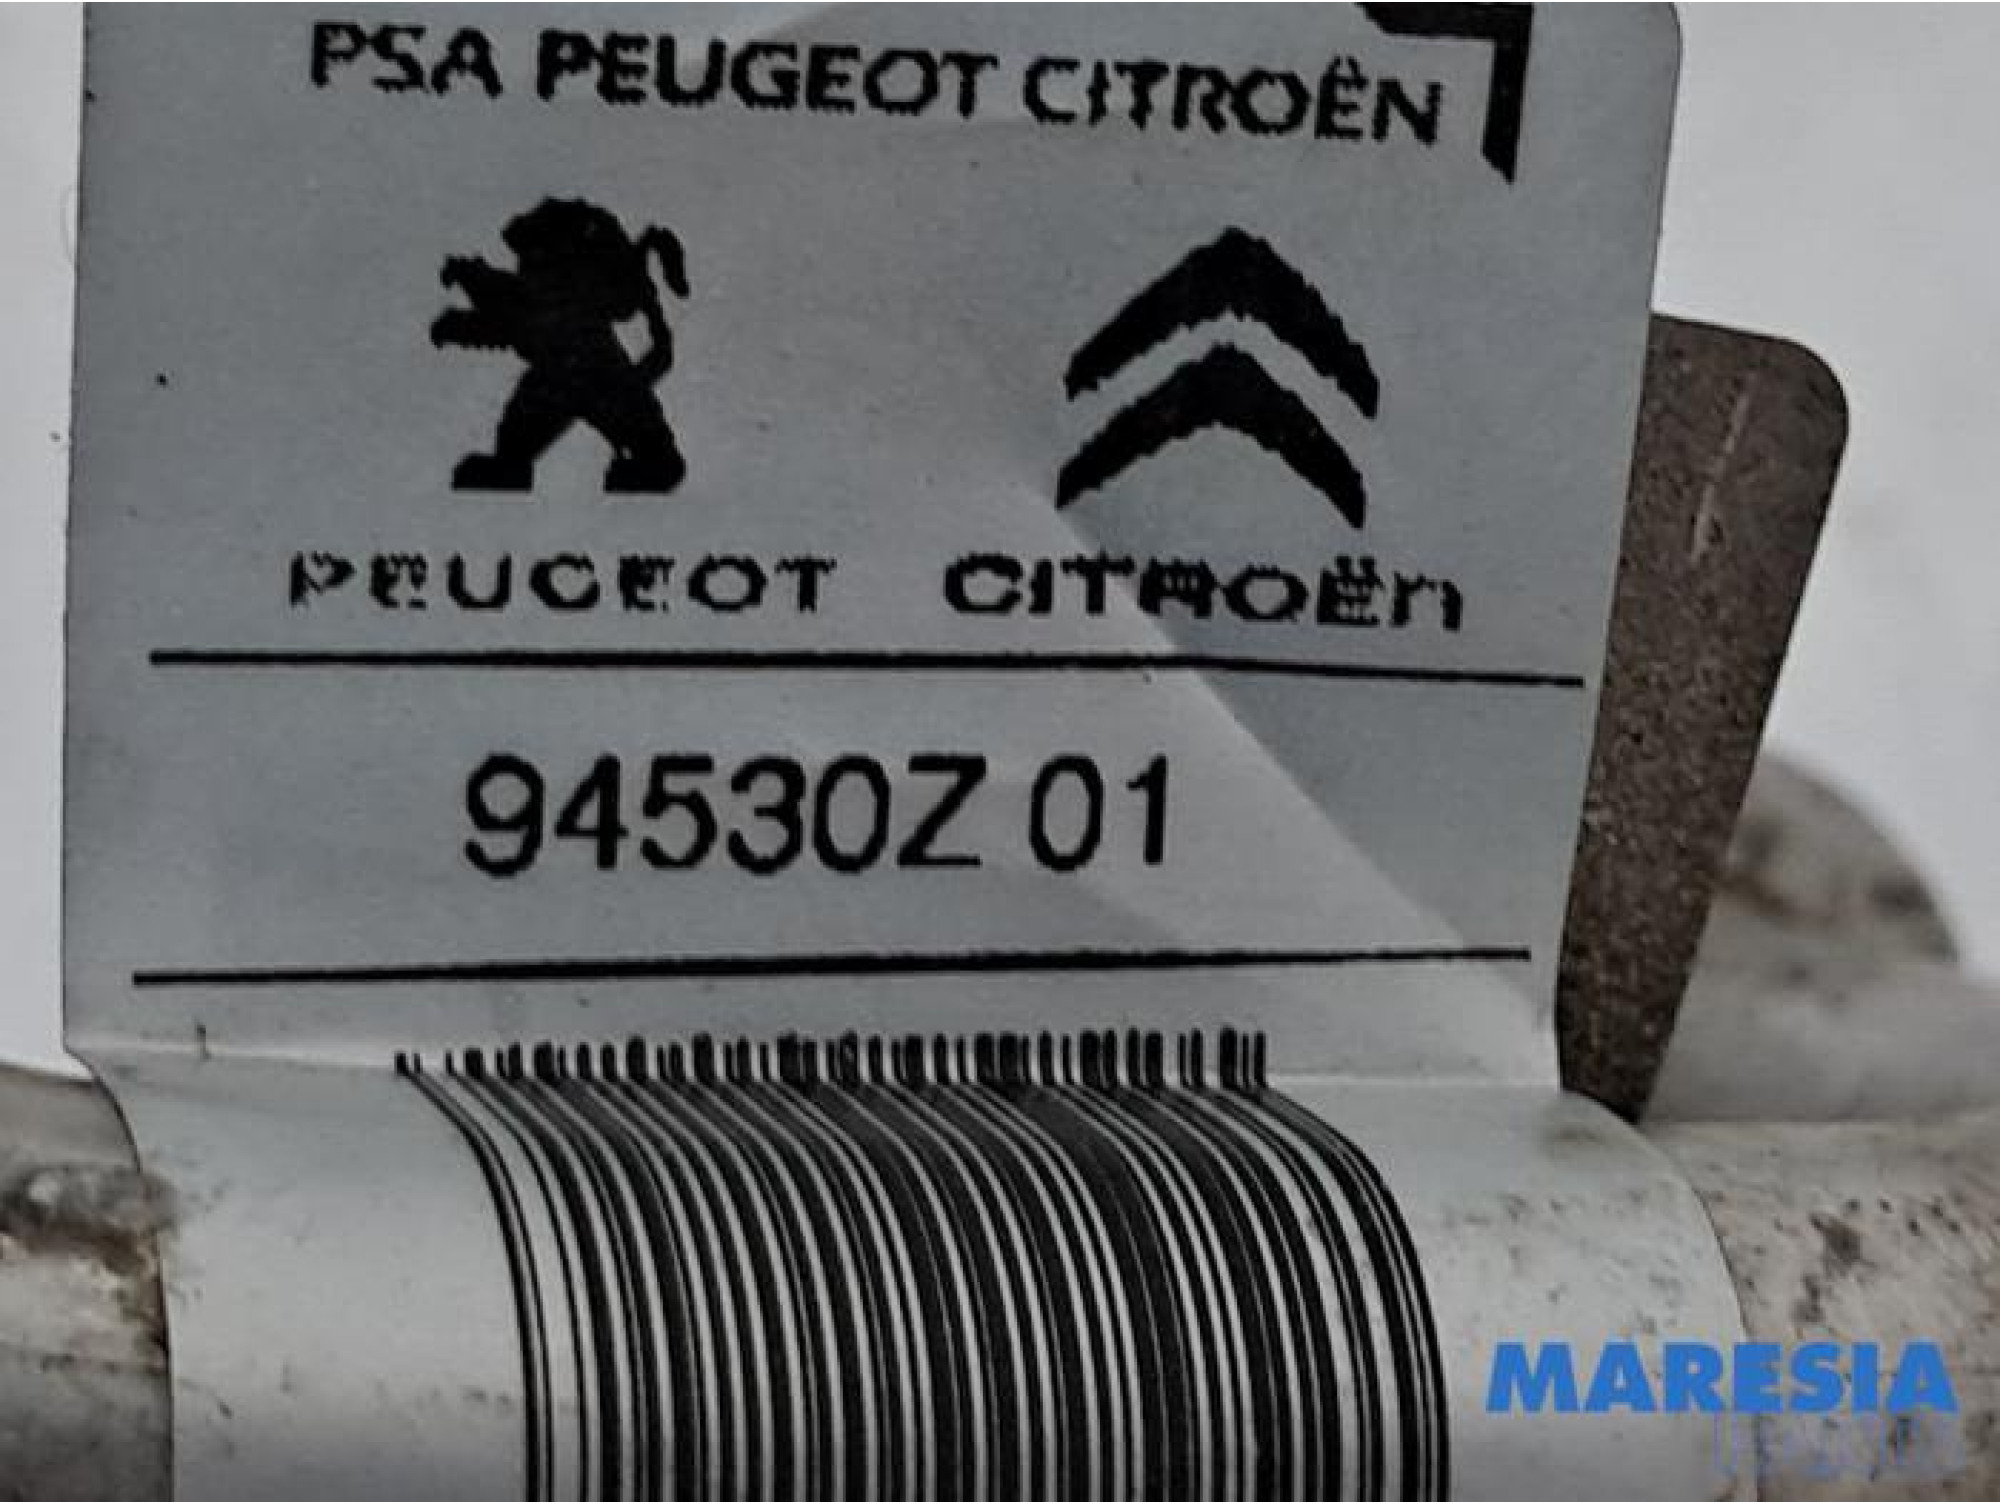 PSA PEUGEOT CITROËN
PEUGEOT CITROËn
94530Z 01
MARESIA